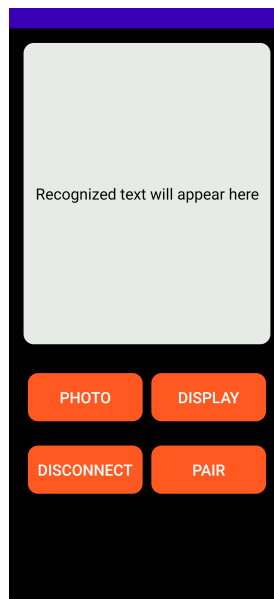 Recognized text will appear here
PHOTO
DISPLAY
DISCONNECT
PAIR